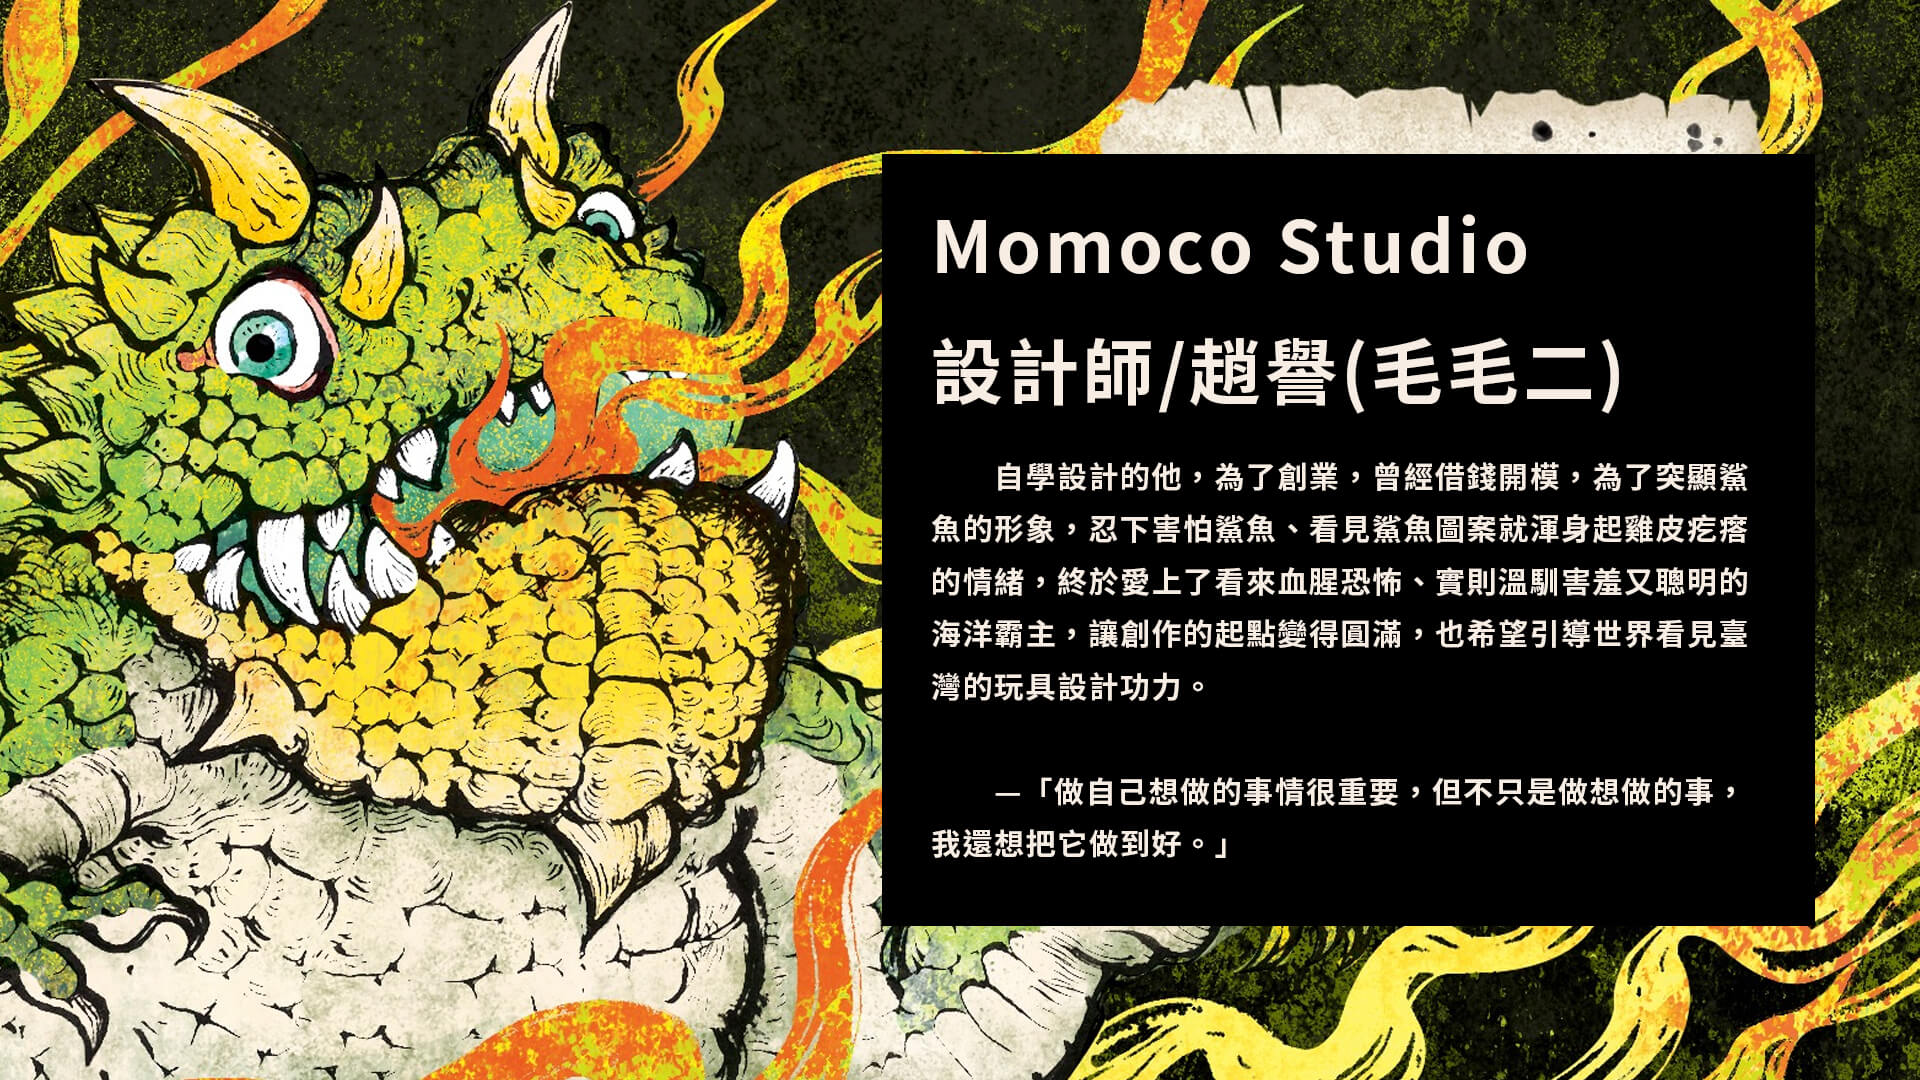 Momoco Studio
設計師/趙譽(毛毛二)
自學設計的他，為了創業，曾經借錢開模，為了突顯鯊
魚的形象，忍下害怕鯊魚、看見鯊魚圖案就渾身起雞皮疙瘩
的情緒，終於愛上了看來血腥恐怖、實則溫馴害羞又聰明的
海洋霸主，讓創作的起點變得圓滿，也希望引導世界看見臺
灣的玩具設計功力。
—「做自己想做的事情很重要，但不只是做想做的事，
我還想把它做到好。」